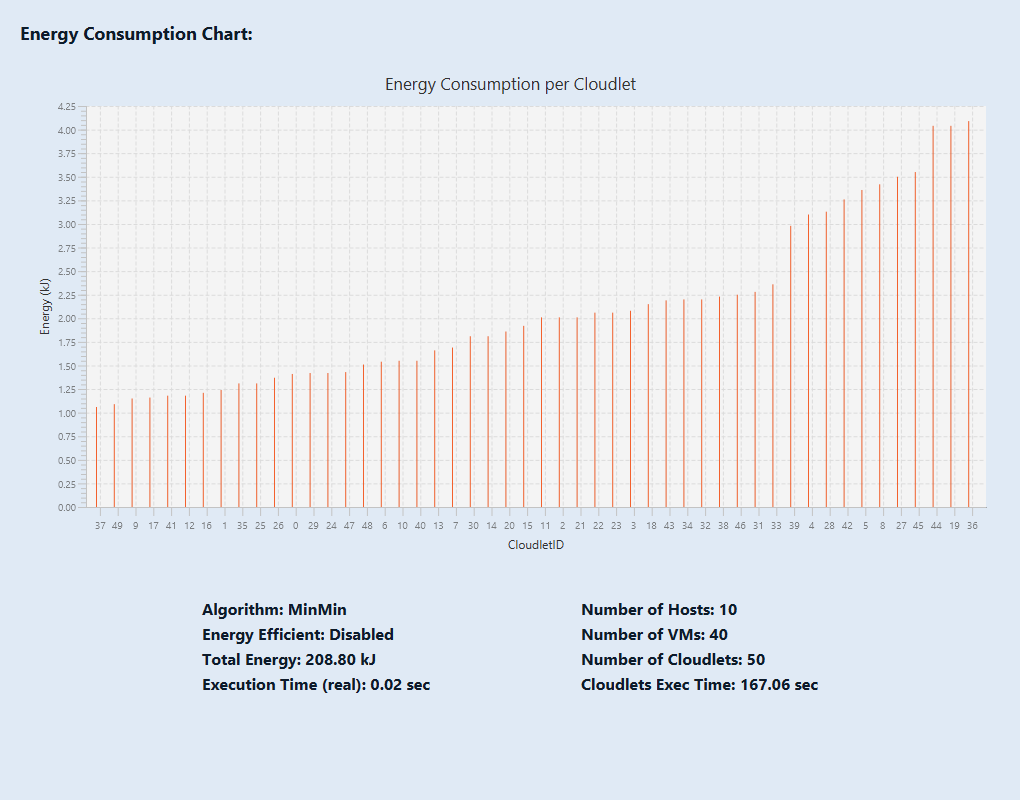 Energy Consumption Chart:
Energy Consumption per Cloudlet
4.25
4.00
3.75
3.50
3.25
3.00
2.75
2.50
2.25
2.00
1.75
1.50
1.25
1.00
0.75
0.50
0.25
0.00
Energy (kJ)
37 49 9 17 41 12 16 1 35 25 26 0 29 24 47 48 6 10 40 13 7 30 14 20 15 11 2 21 22 23 3 18 43 34 32 38 46 31 33 39 4 28 42 5 8 27 45 44 19 36
CloudletID
Algorithm: MinMin
Energy Efficient: Disabled
Total Energy: 208.80 kJ
Execution Time (real): 0.02 sec
Number of Hosts: 10
Number of VMs: 40
Number of Cloudlets: 50
Cloudlets Exec Time: 167.06 sec